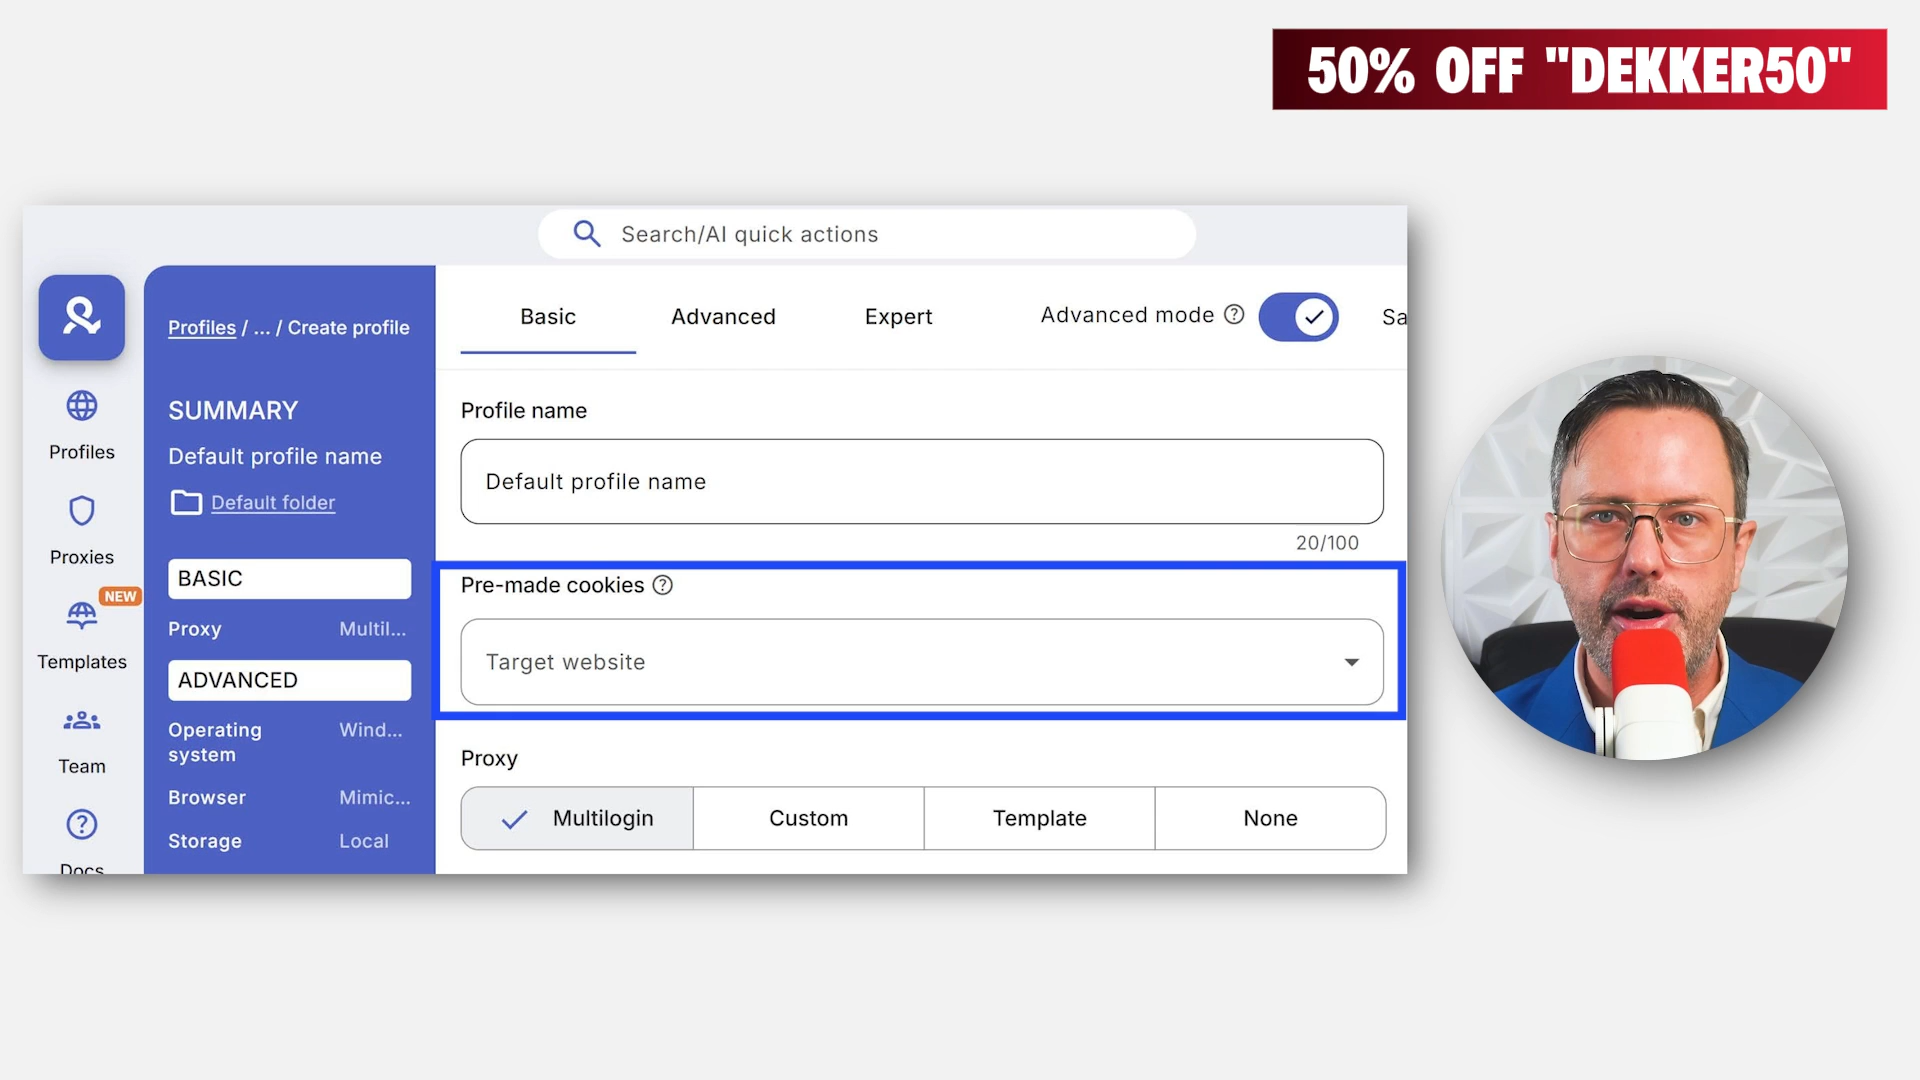 50% OFF "DEKKER50"
Search/AI quick actions
Profiles / ... / Create profile
SUMMARY
Default profile name
Default folder
BASIC
Proxy Multil...
ADVANCED
Operating system Wind...
Browser Mimic...
Storage Local
Profiles
Proxies
NEW
Templates
Team
Docs
Basic Advanced Expert Advanced mode Sa
Profile name
Default profile name
20/100
Pre-made cookies
Target website
Proxy
Multilogin Custom Template None